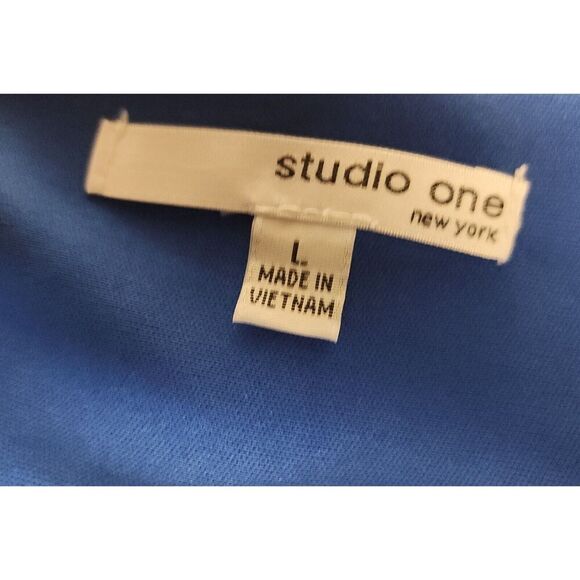 studio one
new york
L
MADE IN
VIETNAM